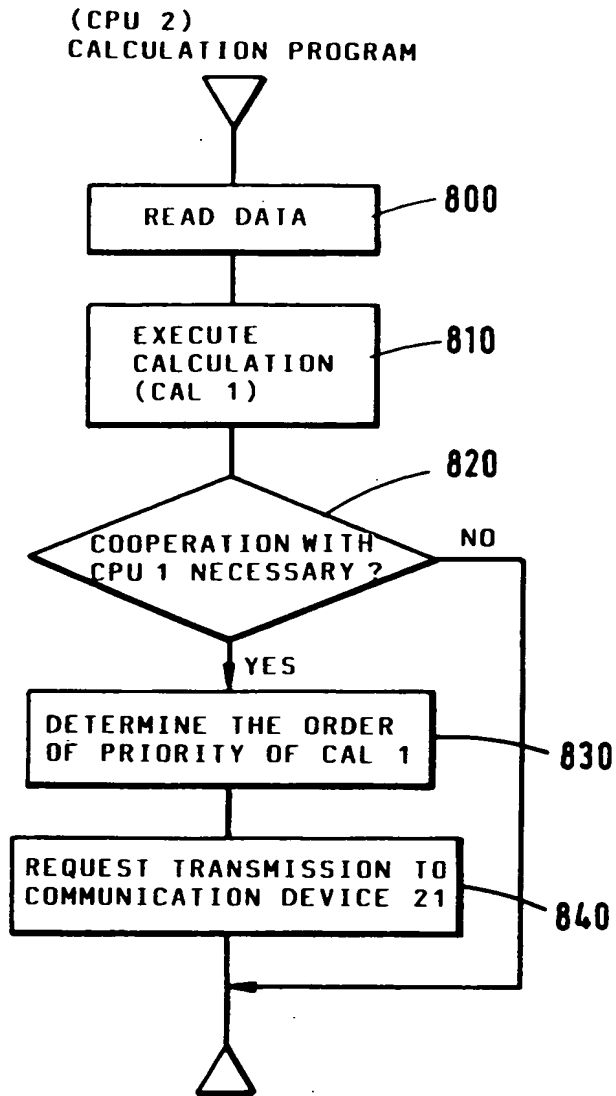 (CPU 2)
CALCULATION PROGRAM
READ DATA
800
EXECUTE
CALCULATION
(CAL 1)
810
820
COOPERATION WITH
CPU 1 NECESSARY ?
NO
YES
DETERMINE THE ORDER
OF PRIORITY OF CAL 1
830
REQUEST TRANSMISSION TO
COMMUNICATION DEVICE 21
840